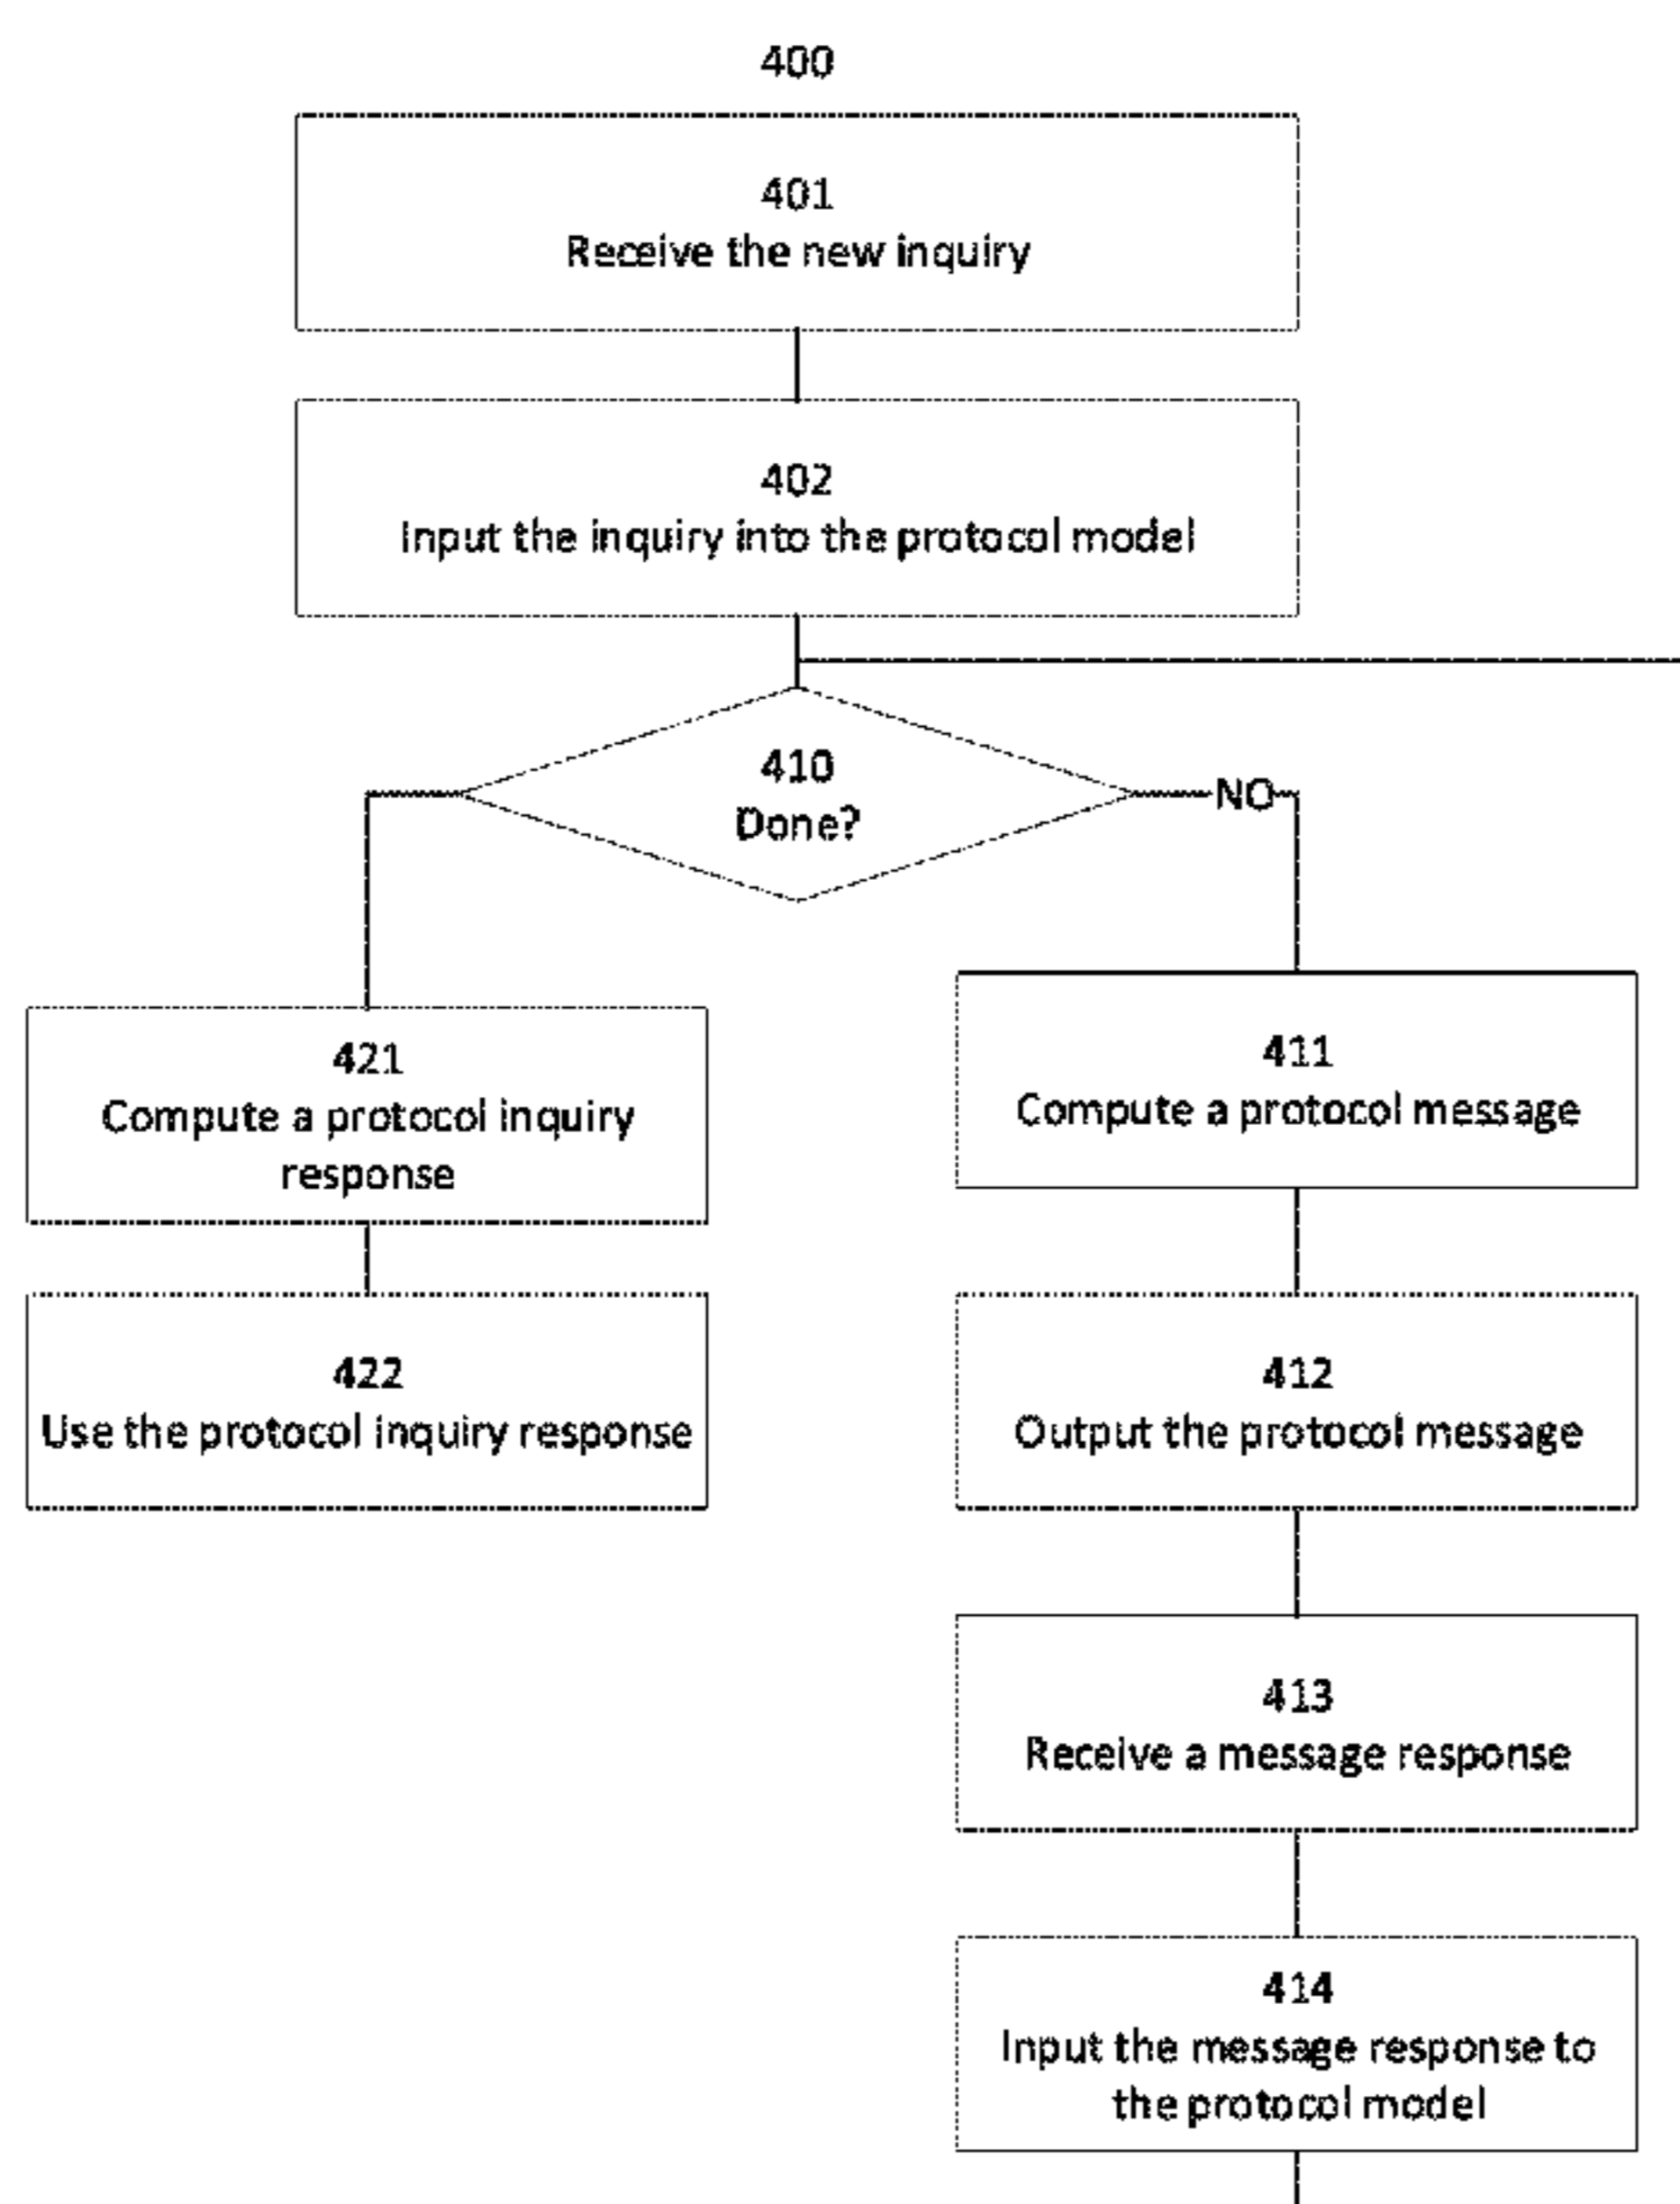 400
401
Receive the new inquiry
402
Input the inquiry into the protocol model
410
Done?
NO
421
Compute a protocol inquiry
response
422
Use the protocol inquiry response
411
Compute a protocol message
412
Output the protocol message
413
Receive a message response
414
Input the message response to
the protocol model